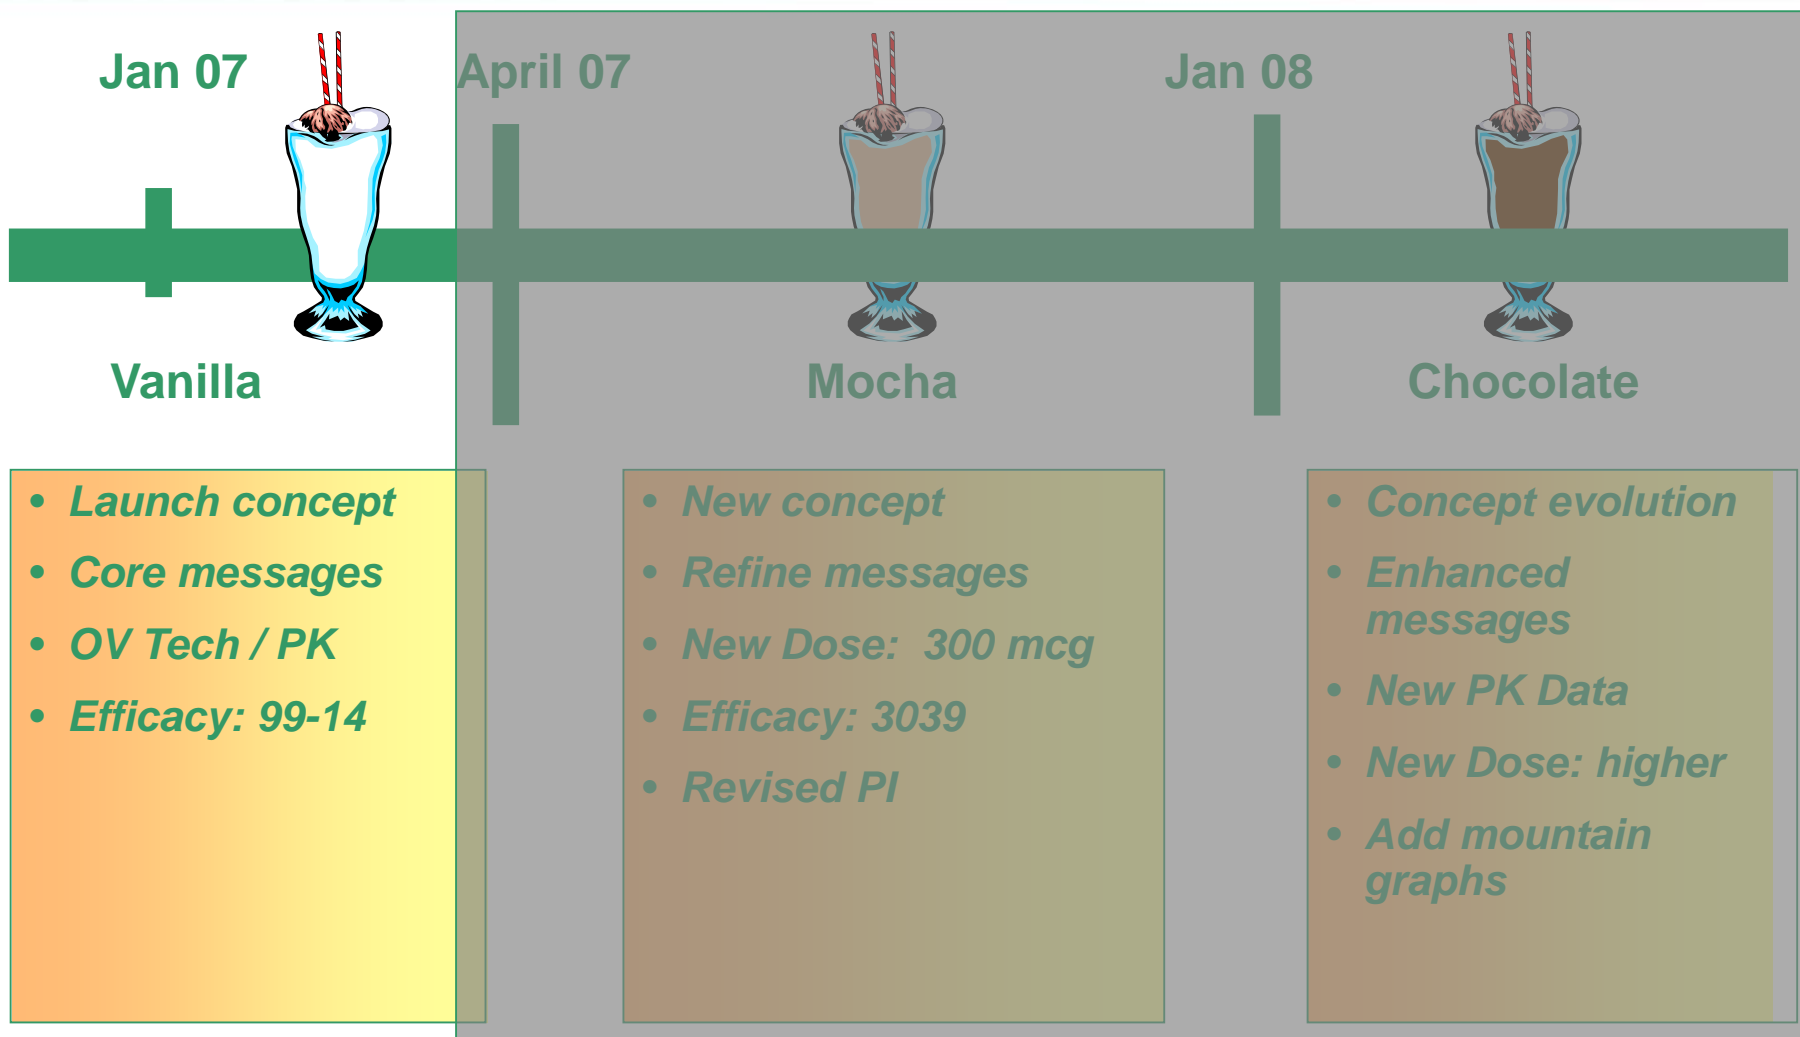 Jan 07
April 07
Jan 08
Vanilla
Mocha
Chocolate
• Launch concept
• Core messages
• OV Tech / PK
• Efficacy: 99-14
• New concept
• Refine messages
• New Dose:  300 mcg
• Efficacy: 3039
• Revised PI
• Concept evolution
• Enhanced
messages
• New PK Data
• New Dose: higher
• Add mountain
graphs